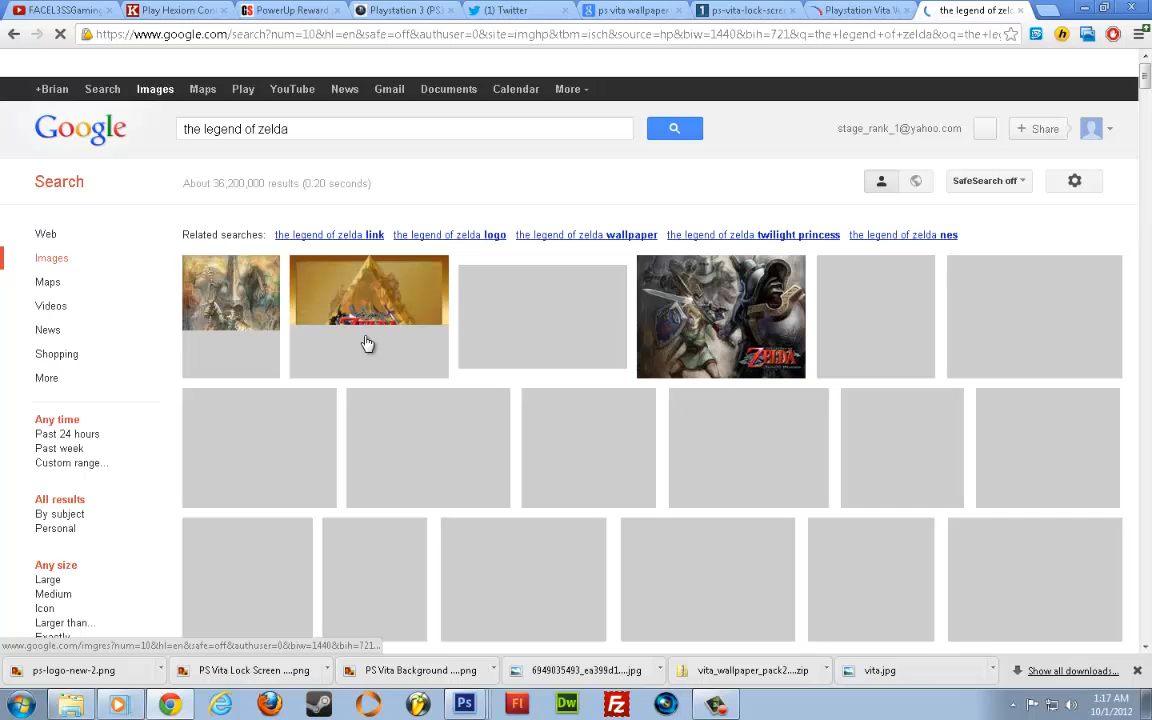 FACEL3SSGaming
Play Hexiom Con
PowerUp Reward
Playstation 3 (PS
(1) Twitter
ps vita wallpaper
ps-vita-lock-scre
Playstation Vita W
the legend of zeld
https://www.google.com/search?num=10&hl=en&safe=off&authuser=0&site=imghp&tbm=isch&source=hp&biw=1440&bih=721&q=the+legend+of+zelda&oq=the+le
+Brian Search Images Maps Play YouTube News Gmail Documents Calendar More
Google
the legend of zelda
stage_rank_1@yahoo.com
+ Share
Search
About 36,200,000 results (0.20 seconds)
SafeSearch off
Web
Related searches: the legend of zelda link the legend of zelda logo the legend of zelda wallpaper the legend of zelda twilight princess the legend of zelda nes
Images
Maps
Videos
News
Shopping
More
ZELDA
ZELDA
Any time
Past 24 hours
Past week
Custom range...
All results
By subject
Personal
Any size
Large
Medium
Icon
Larger than...
Exactly
www.google.com/imgres?num=10&hl=en&safe=off&authuser=0&biw=1440&bih=721...
ps-logo-new-2.png
PS Vita Lock Screen ....png
PS Vita Background ....png
6949035493_ea399d1....jpg
vita_wallpaper_pack2....zip
vita.jpg
Show all downloads...
Ps
Fl
Dw
Fz
1:17 AM
10/1/2012